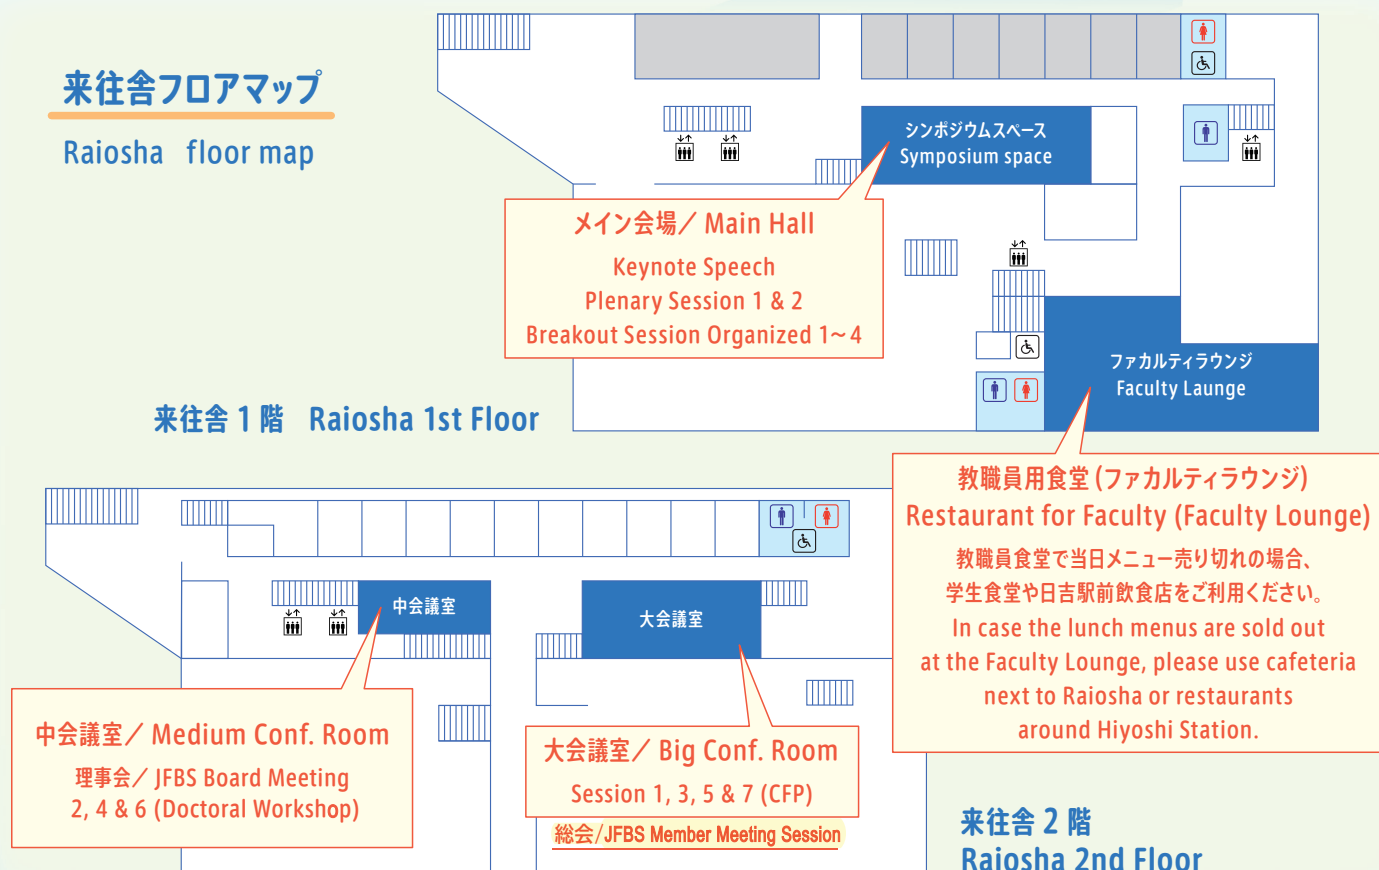 来往舎フロアマップ
Raiosha floor map
シンポジウムスペース
Symposium space
メイン会場／ Main Hall
Keynote Speech
Plenary Session 1 & 2
Breakout Session Organized 1～4
ファカルティラウンジ
Faculty Launge
来往舎 1 階 Raiosha 1st Floor
教職員用食堂 (ファカルティラウンジ)
Restaurant for Faculty (Faculty Lounge)
教職員食堂で当日メニュー売り切れの場合、
学生食堂や日吉駅前飲食店をご利用ください。
In case the lunch menus are sold out
at the Faculty Lounge, please use cafeteria
next to Raiosha or restaurants
around Hiyoshi Station.
中会議室
大会議室
中会議室／ Medium Conf. Room
理事会／ JFBS Board Meeting
2, 4 & 6 (Doctoral Workshop)
大会議室／ Big Conf. Room
Session 1, 3, 5 & 7 (CFP)
総会/JFBS Member Meeting Session
来往舎 2 階
Raiosha 2nd Floor